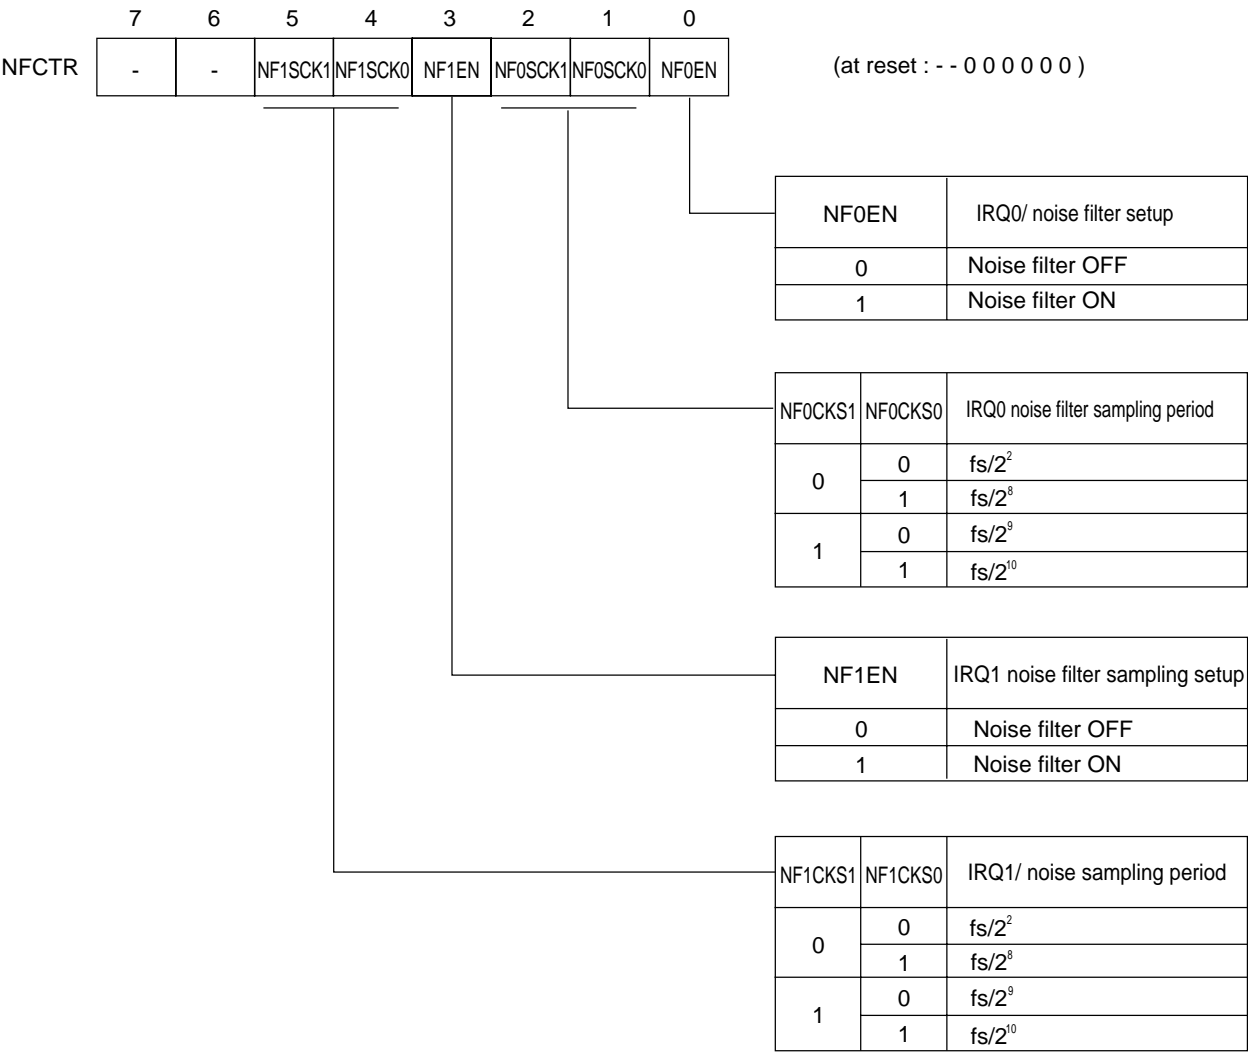 7 6 5 4 3 2 1 0
NFCTR - - NF1SCK1 NF1SCK0 NF1EN NF0SCK1 NF0SCK0 NF0EN (at reset : - - 0 0 0 0 0 0 )
NF0EN IRQ0/ noise filter setup
0 Noise filter OFF
1 Noise filter ON
NF0CKS1 NF0CKS0 IRQ0 noise filter sampling period
0 0 fs/2²
1 fs/2⁸
1 0 fs/2⁹
1 fs/2¹⁰
NF1EN IRQ1 noise filter sampling setup
0 Noise filter OFF
1 Noise filter ON
NF1CKS1 NF1CKS0 IRQ1/ noise sampling period
0 0 fs/2²
1 fs/2⁸
1 0 fs/2⁹
1 fs/2¹⁰